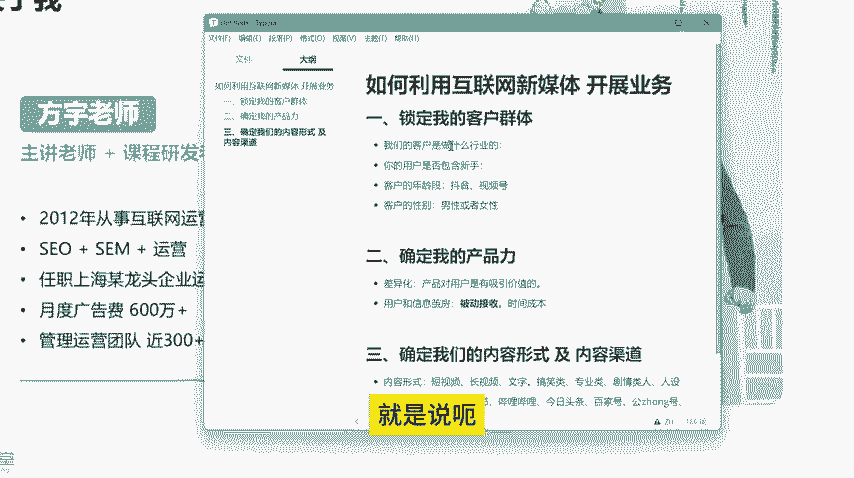 方宇老师
主讲老师 + 课程研发
2012年从事互联网运营
SEO + SEM + 运营
任职上海某龙头企业运
月度广告费 600万+
管理运营团队 近300+
文件(F) 编辑(E) 段落(P) 格式(O) 视图(V) 主题(T) 帮助(H)
文件 大纲
如何利用互联网新媒体 开展业务
一、锁定我的客户群体
二、确定我的产品力
三、确定我们的内容形式 及
内容渠道
如何利用互联网新媒体 开展业务
一、锁定我的客户群体
我们的客户是做什么行业的:
你的用户是否包含新手:
客户的年龄段: 抖音、视频号
客户的性别: 男性或者女性
二、确定我的产品力
差异化: 产品对用户是有吸引价值的。
用户和信息茧房: 被动接收, 时间成本
三、确定我们的内容形式 及 内容渠道
内容形式: 短视频、长视频、文字。搞笑类、专业类、剧情类人、人设
哔哩哔哩、今日头条、百家号、公zhong号、
就是说呃